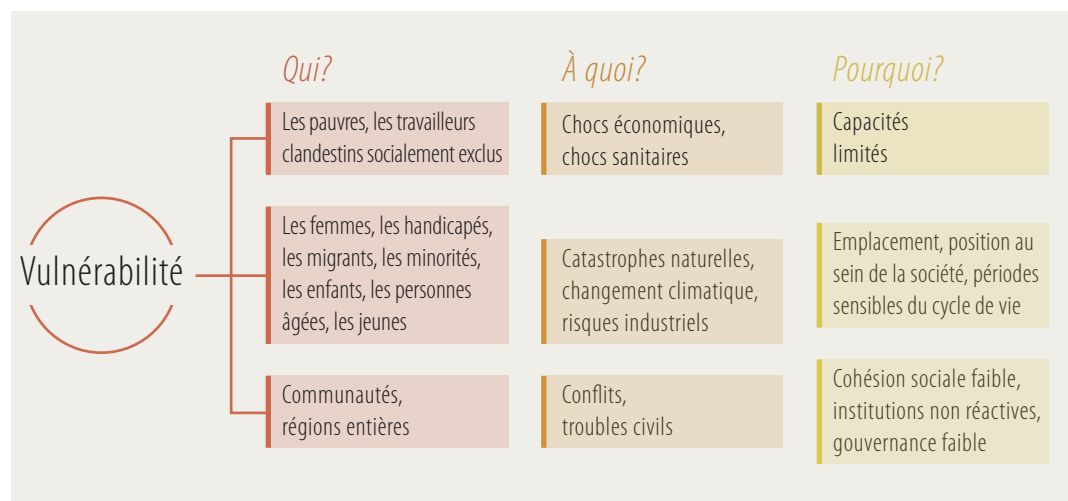 Qui?
À quoi?
Pourquoi?
Vulnérabilité
Les pauvres, les travailleurs
clandestins socialement exclus
Chocs économiques,
chocs sanitaires
Capacités
limités
Les femmes, les handicapés,
les migrants, les minorités,
les enfants, les personnes
âgées, les jeunes
Catastrophes naturelles,
changement climatique,
risques industriels
Emplacement, position au
sein de la société, périodes
sensibles du cycle de vie
Communautés,
régions entières
Conflits,
troubles civils
Cohésion sociale faible,
institutions non réactives,
gouvernance faible